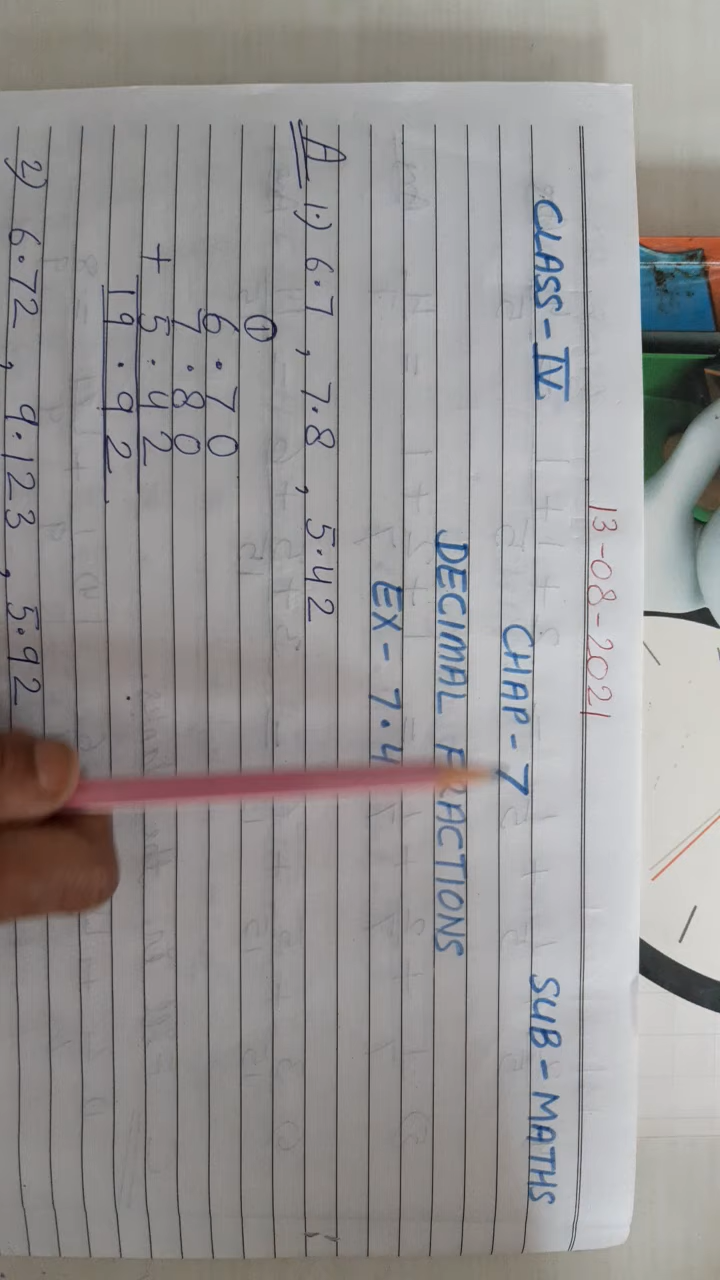 13-08-2021
CLASS-IV SUB-MATHS
CHAP-7
DECIMAL FRACTIONS
EX-7.4
A 1.) 6.7, 7.8, 5.42
1
6.70
7.80
+ 5.42
19.92
2) 6.72, 9.123, 5.92